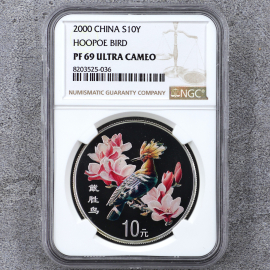 2000 CHINA S10Y
HOOPOE BIRD
PF 69 ULTRA CAMEO
8203525-036
NUMISMATIC GUARANTY COMPANY
NGC
戴胜鸟
10元